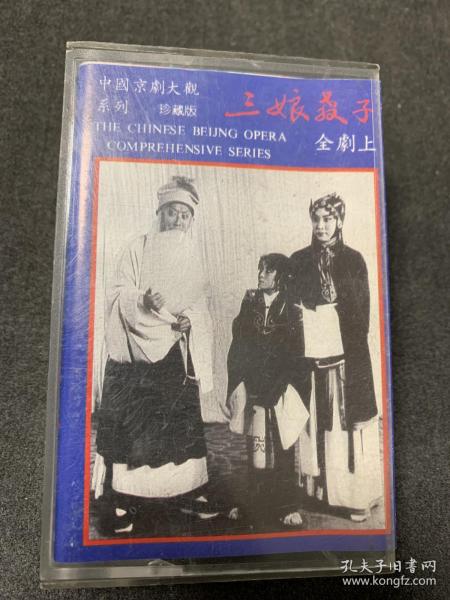 中國京劇大觀
系列 珍藏版
THE CHINESE BEIJNG OPERA
COMPREHENSIVE SERIES
三娘教子
全劇上
孔夫子旧书网
www.kongfz.com